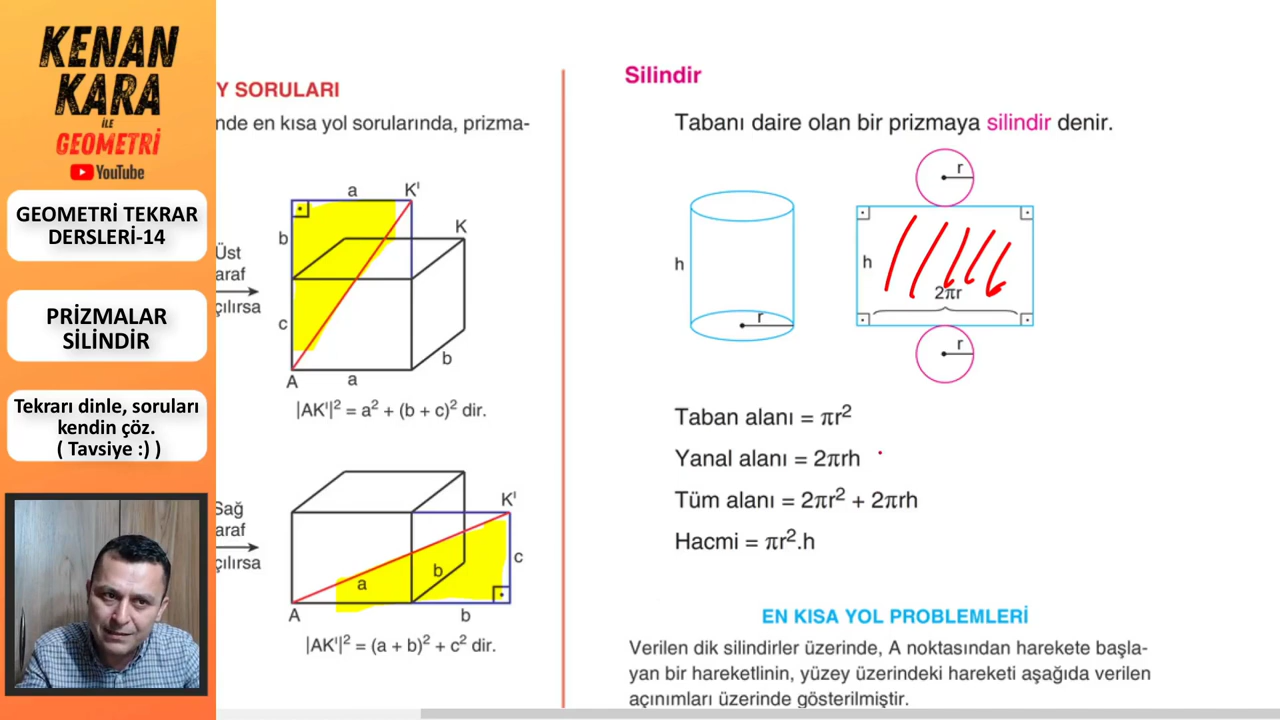 KENAN
KARA
İLE
GEOMETRİ
YouTube
GEOMETRİ TEKRAR
DERSLERİ-14
PRİZMALAR
SİLİNDİR
Tekrarı dinle, soruları
kendin çöz.
( Tavsiye :) )
Y SORULARI
nde en kısa yol sorularında, prizma-
a
K'
b
K
Üst
araf
çılırsa
c
b
A
a
|AK'|² = a² + (b + c)² dir.
Sağ
araf
çılırsa
K'
c
b
a
A
b
|AK'|² = (a + b)² + c² dir.
Silindir
Tabanı daire olan bir prizmaya silindir denir.
h
r
r
h
2πr
r
Taban alanı = πr²
Yanal alanı = 2πrh
Tüm alanı = 2πr² + 2πrh
Hacmi = πr².h
EN KISA YOL PROBLEMLERİ
Verilen dik silindirler üzerinde, A noktasından harekete başla-
yan bir hareketlinin, yüzey üzerindeki hareketi aşağıda verilen
açınımları üzerinde gösterilmiştir.